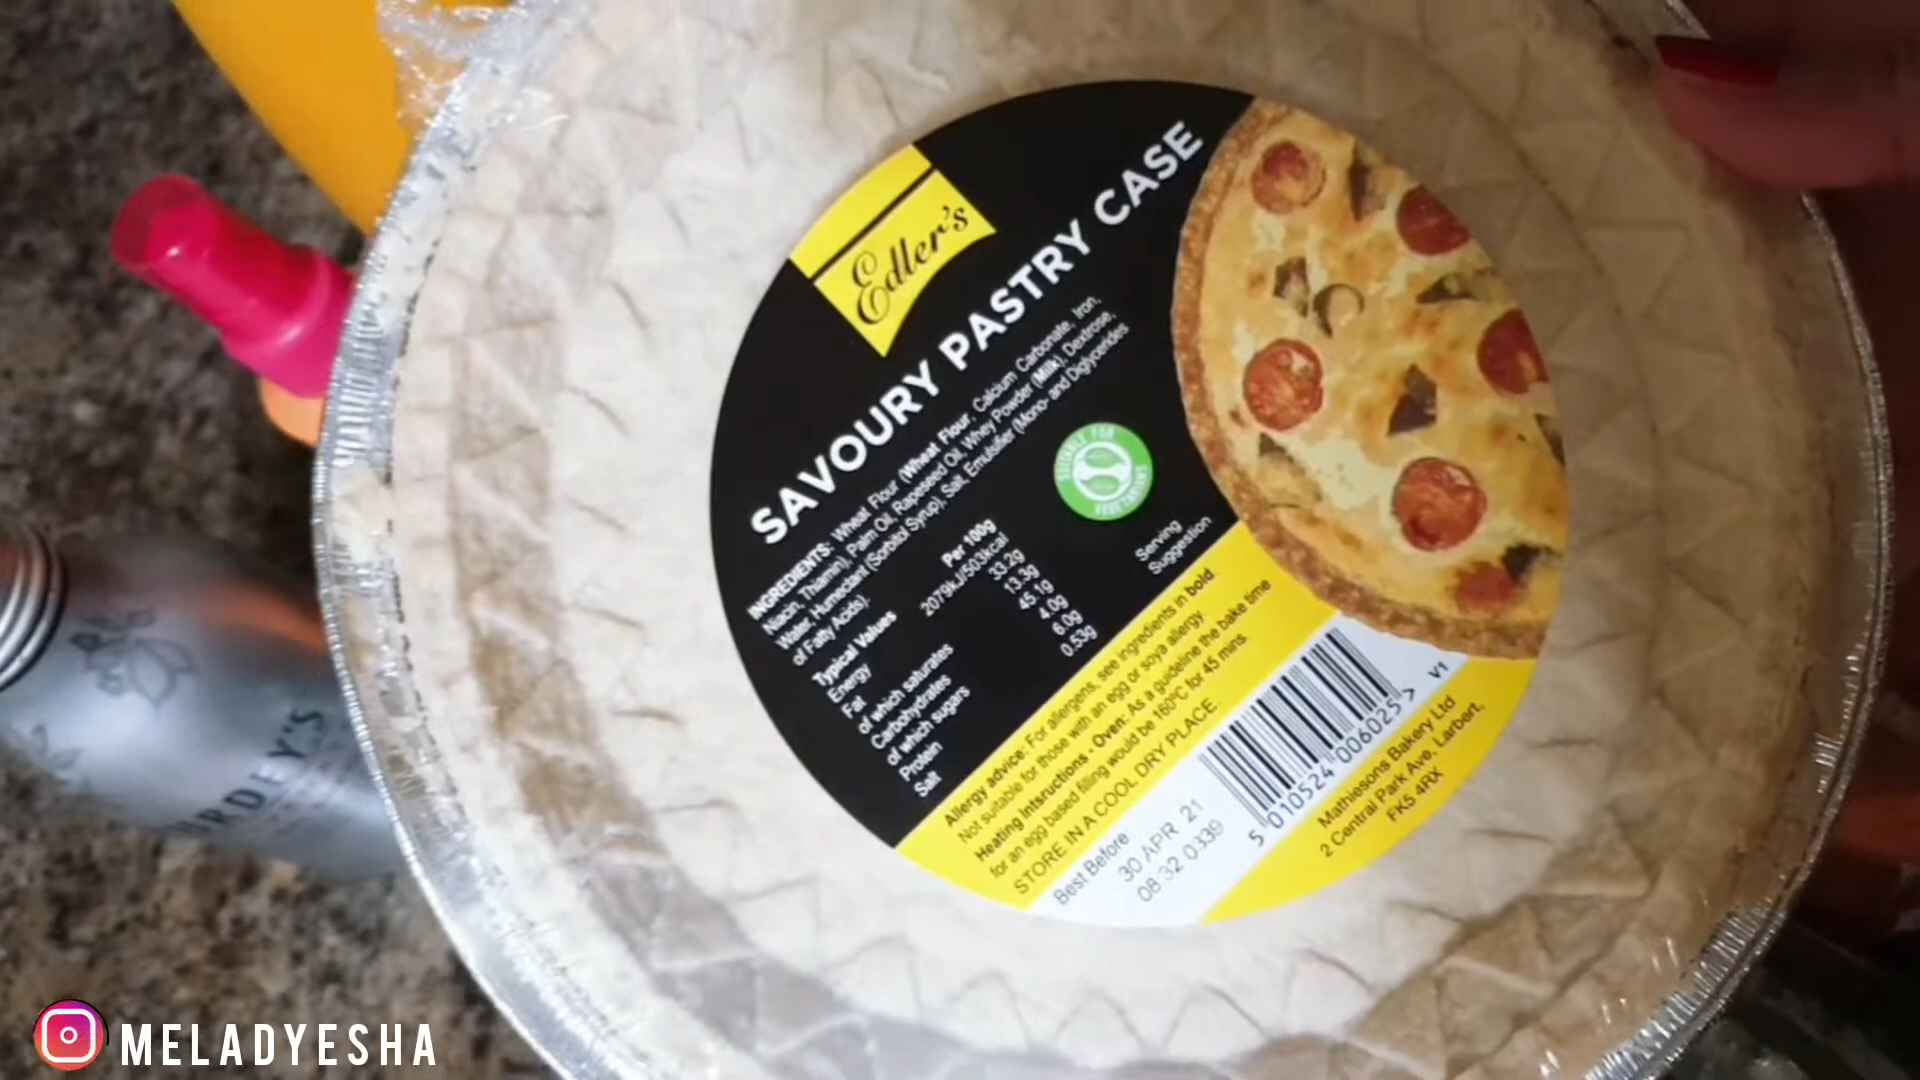 Edler's
SAVOURY PASTRY CASE
INGREDIENTS: Wheat Flour (Wheat Flour, Calcium Carbonate, Iron,
Niacin, Thiamin), Palm Oil, Rapeseed Oil, Whey Powder (Milk), Dextrose,
Water, Humectant (Sorbitol Syrup), Salt, Emulsifier (Mono- and Diglycerides
of Fatty Acids).
Typical Values Per 100g
Energy 2079kJ/503kcal
Fat 33.2g
of which saturates 13.3g
Carbohydrates 45.1g
of which sugars 4.0g
Protein 6.0g
Salt 0.53g
SUITABLE FOR
VEGETARIANS
Serving
Suggestion
Allergy advice: For allergens, see ingredients in bold.
Not suitable for those with an egg or soya allergy.
Heating Intsructions - Oven: As a guideline the bake time
for an egg based filling would be 160°C for 45 mins.
STORE IN A COOL DRY PLACE.
Best Before
30 APR 21
08:32 0339
5 010524 006025 >
V1
Mathiesons Bakery Ltd
2 Central Park Ave, Larbert,
FK5 4RX
URDEY'S
MELADYESHA